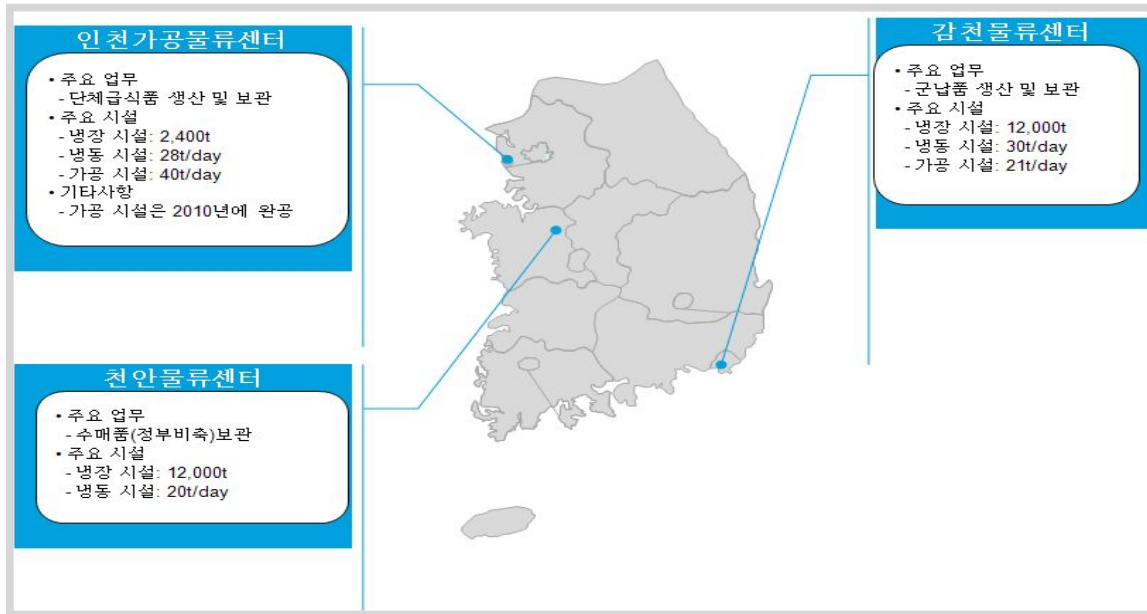 인천가공물류센터
• 주요 업무
- 단체급식품 생산 및 보관
• 주요 시설
- 냉장 시설: 2,400t
- 냉동 시설: 28t/day
- 가공 시설: 40t/day
• 기타사항
- 가공 시설은 2010년에 완공
감천물류센터
• 주요 업무
- 군납품 생산 및 보관
• 주요 시설
- 냉장 시설: 12,000t
- 냉동 시설: 30t/day
- 가공 시설: 21t/day
천안물류센터
• 주요 업무
- 수매품(정부비축)보관
• 주요 시설
- 냉장 시설: 12,000t
- 냉동 시설: 20t/day